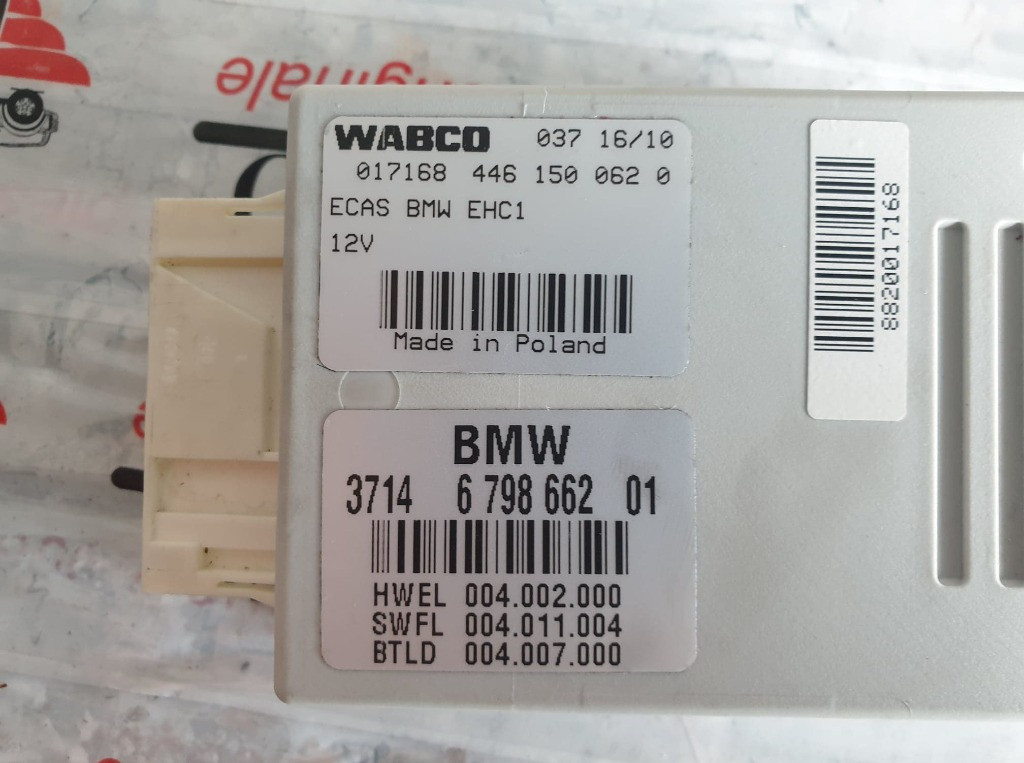 originale
WABCO 037 16/10
017168 446 150 062 0
ECAS BMW EHC1
12V
Made in Poland
8820017168
BMW
3714 6 798 662 01
HWEL 004.002.000
SWFL 004.011.004
BTLD 004.007.000